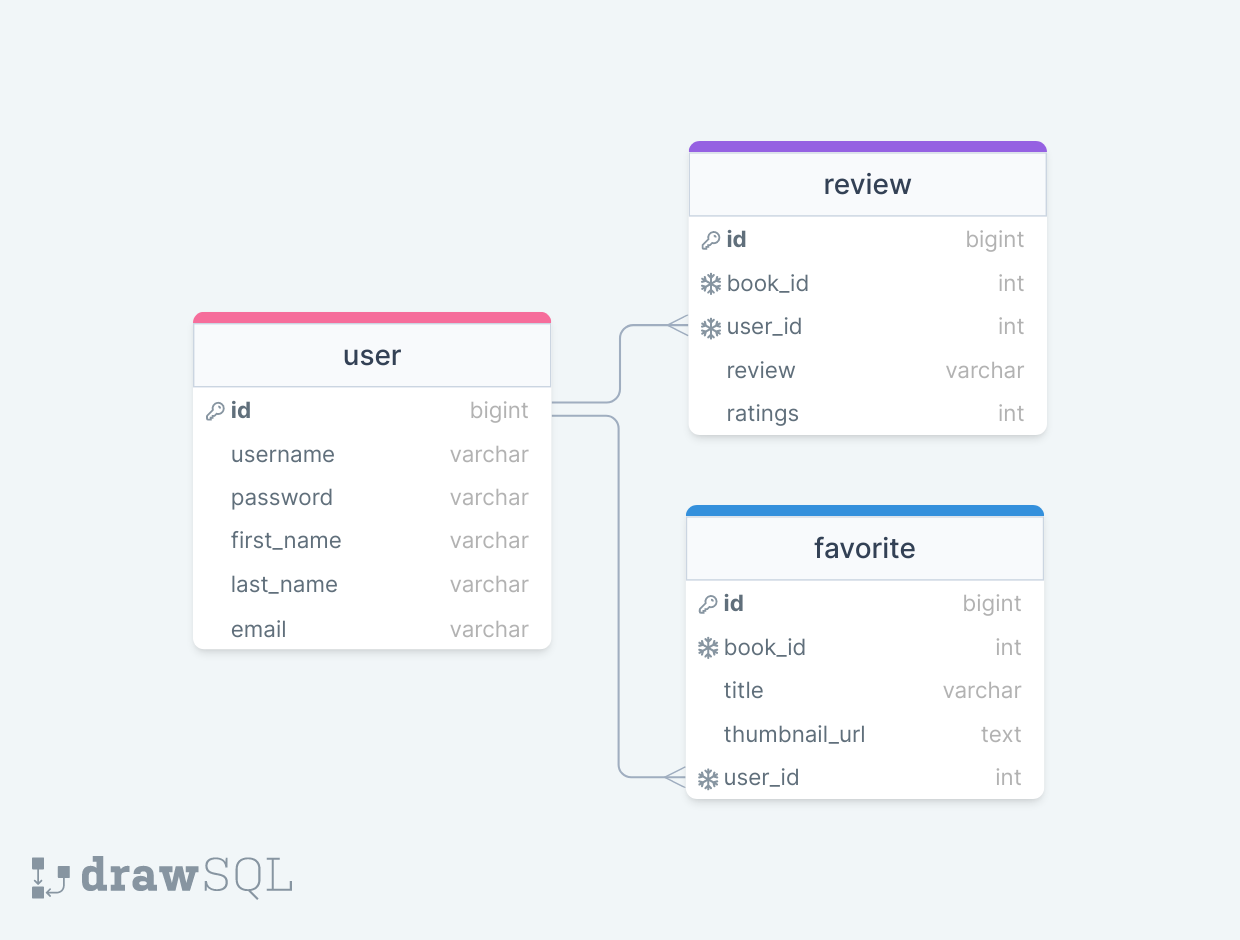 user
id bigint
username varchar
password varchar
first_name varchar
last_name varchar
email varchar
review
id bigint
book_id int
user_id int
review varchar
ratings int
favorite
id bigint
book_id int
title varchar
thumbnail_url text
user_id int
drawSQL